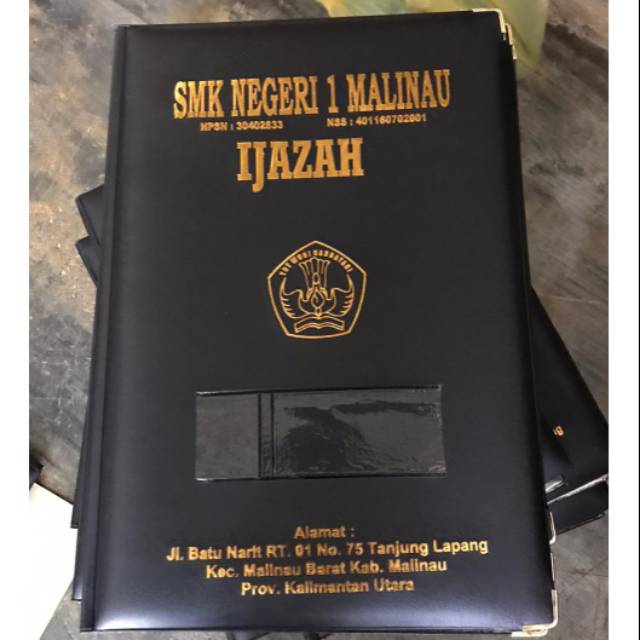 SMK NEGERI 1 MALINAU
NPSN : 30402833 NSS : 401160702001
IJAZAH
TUT WURI HANDAYANI
Alamat :
Jl. Batu Narit RT. 01 No. 75 Tanjung Lapang
Kec. Malinau Barat Kab. Malinau
Prov. Kalimantan Utara